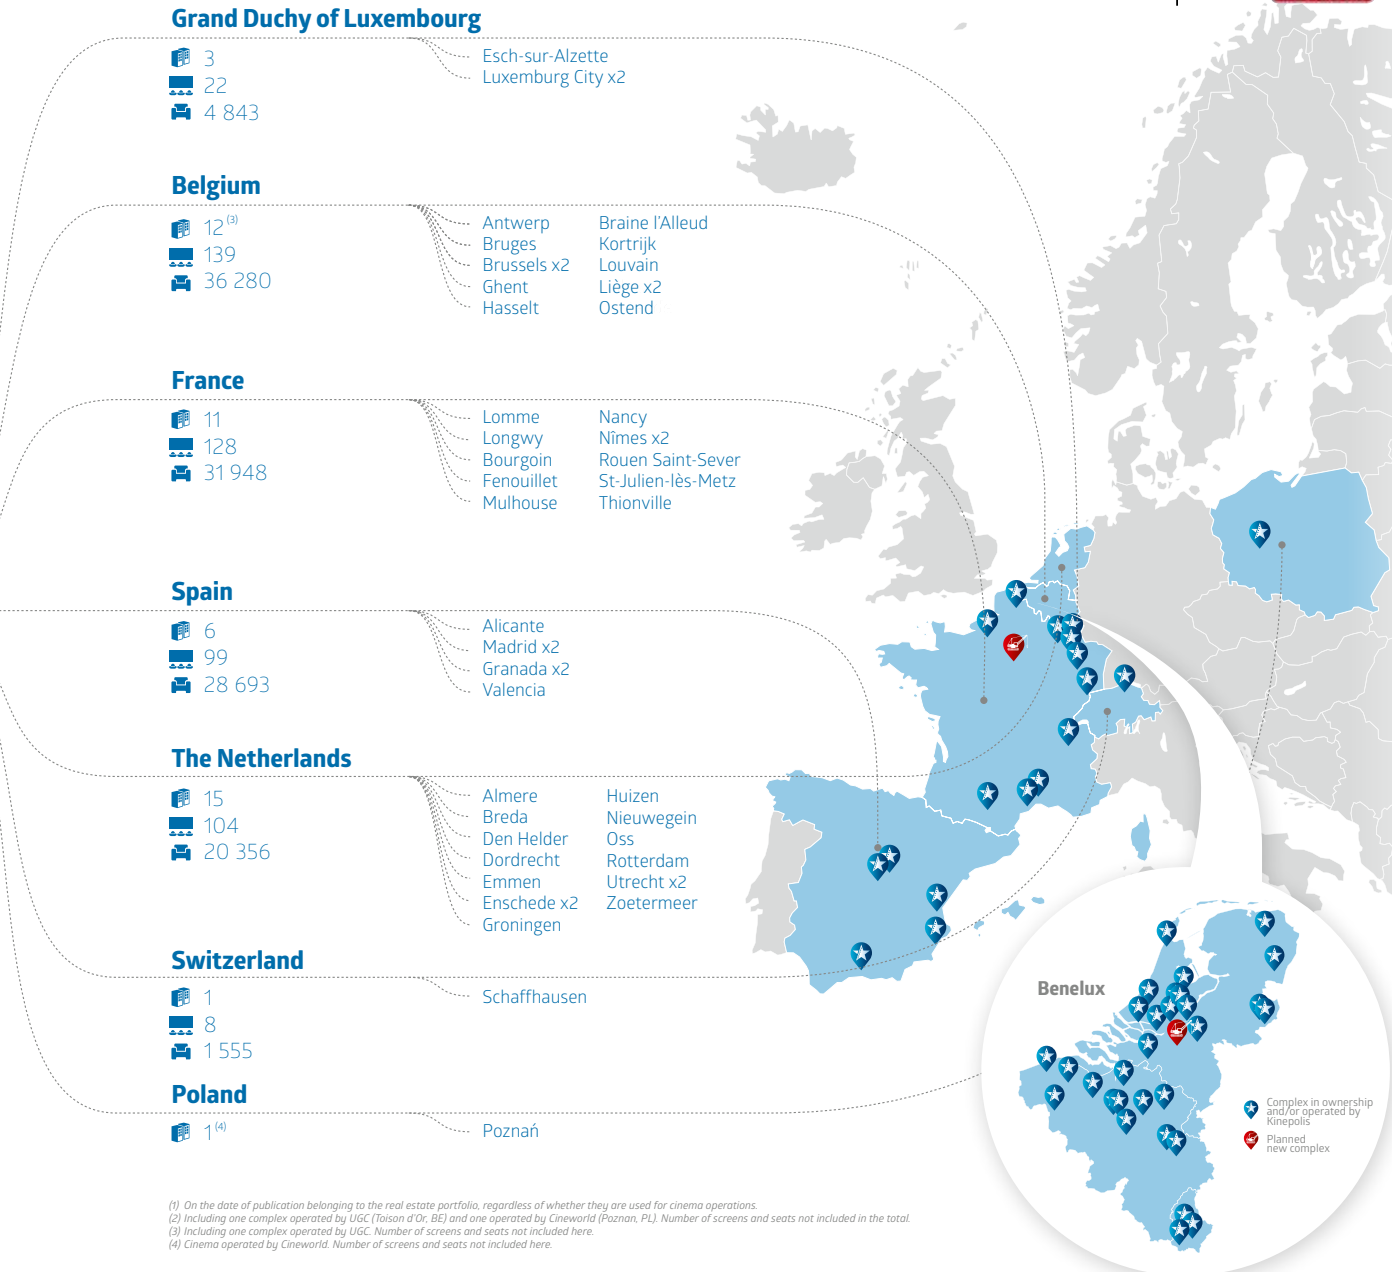 Grand Duchy of Luxembourg
3
22
4 843
Esch-sur-Alzette
Luxemburg City x2
Belgium
12 (3)
139
36 280
Antwerp
Bruges
Brussels x2
Ghent
Hasselt
Braine l'Alleud
Kortrijk
Louvain
Liège x2
Ostend
France
11
128
31 948
Lomme
Longwy
Bourgoin
Fenouillet
Mulhouse
Nancy
Nîmes x2
Rouen Saint-Sever
St-Julien-lès-Metz
Thionville
Spain
6
99
28 693
Alicante
Madrid x2
Granada x2
Valencia
The Netherlands
15
104
20 356
Almere
Breda
Den Helder
Dordrecht
Emmen
Enschede x2
Groningen
Huizen
Nieuwegein
Oss
Rotterdam
Utrecht x2
Zoetermeer
Switzerland
1
8
1 555
Schaffhausen
Poland
1 (4)
Poznań
Benelux
Complex in ownership
and/or operated by
Kinepolis
Planned
new complex
(1) On the date of publication belonging to the real estate portfolio, regardless of whether they are used for cinema operations.
(2) Including one complex operated by UGC (Toison d'Or, BE) and one operated by Cineworld (Poznan, PL). Number of screens and seats not included in the total.
(3) Including one complex operated by UGC. Number of screens and seats not included here.
(4) Cinema operated by Cineworld. Number of screens and seats not included here.